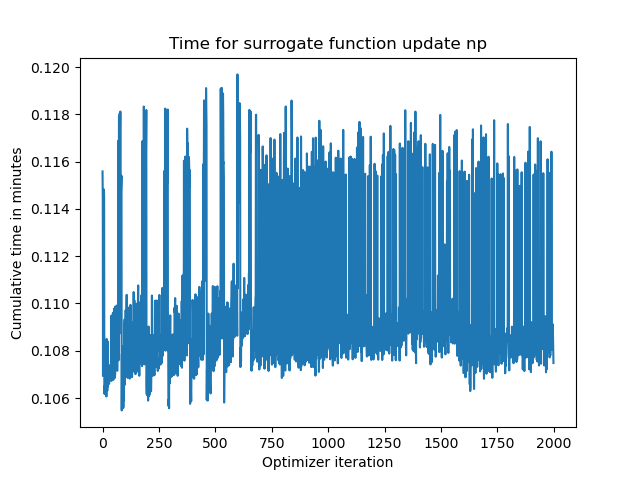 Time for surrogate function update np
0.120
0.118
0.116
0.114
0.112
0.110
0.108
0.106
Cumulative time in minutes
0 250 500 750 1000 1250 1500 1750 2000
Optimizer iteration